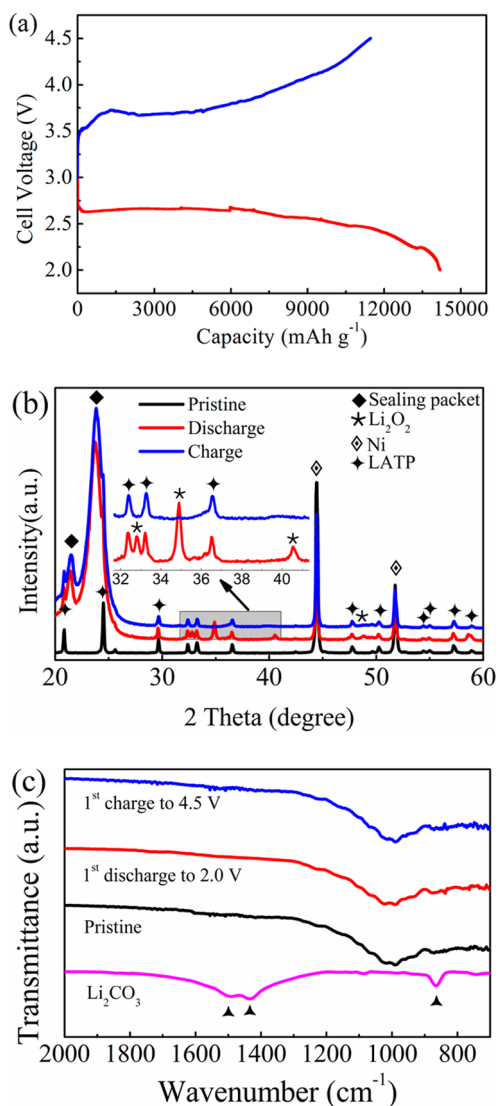 (a)
4.5
4.0
3.5
3.0
2.5
2.0
Cell Voltage (V)
0 3000 6000 9000 12000 15000
Capacity (mAh g⁻¹)
(b)
Pristine
Discharge
Charge
Sealing packet
Li₂O₂
Ni
LATP
32 34 36 38 40
Intensity(a.u.)
20 30 40 50 60
2 Theta (degree)
(c)
1ˢᵗ charge to 4.5 V
1ˢᵗ discharge to 2.0 V
Pristine
Li₂CO₃
Transmittance (a.u.)
2000 1800 1600 1400 1200 1000 800
Wavenumber (cm⁻¹)